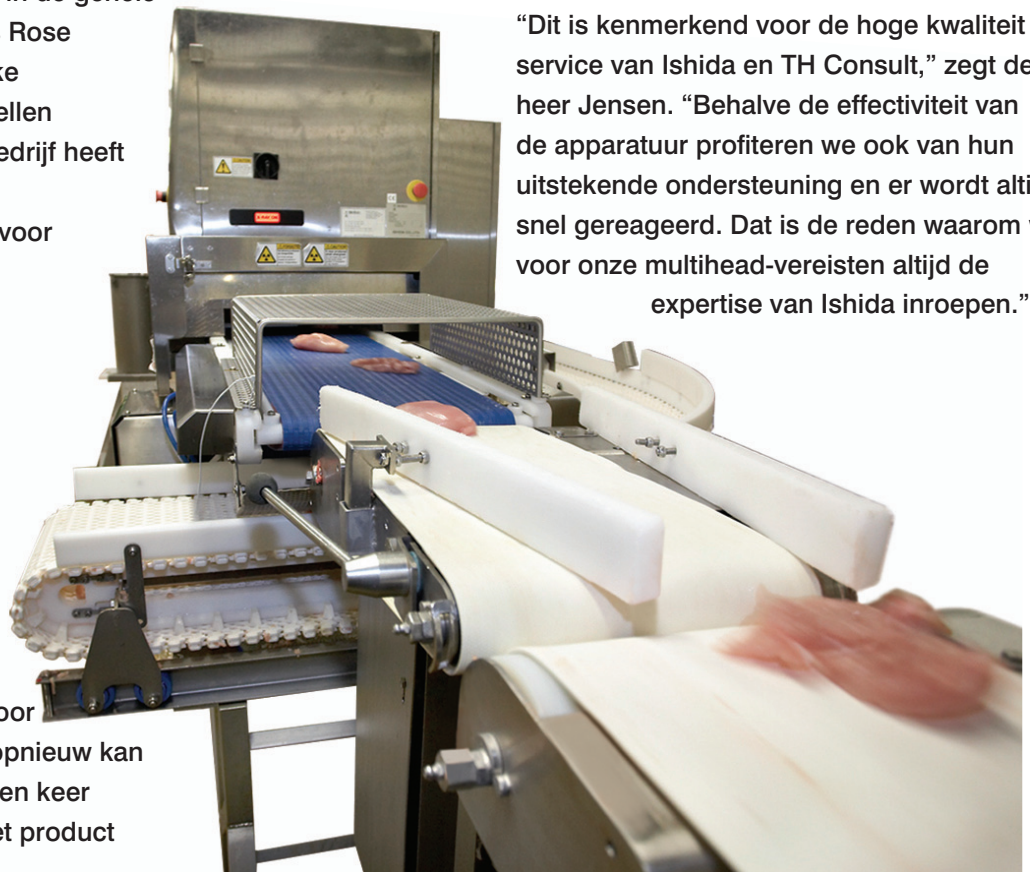 in de gehele
Rose
ellen
edrijf heeft
voor
oor
opnieuw kan
en keer
et product
“Dit is kenmerkend voor de hoge kwaliteit
service van Ishida en TH Consult,” zegt de
heer Jensen. “Behalve de effectiviteit van
de apparatuur profiteren we ook van hun
uitstekende ondersteuning en er wordt
snel gereageerd. Dat is de reden waarom
voor onze multihead-vereisten altijd de
expertise van Ishida inroepen.”